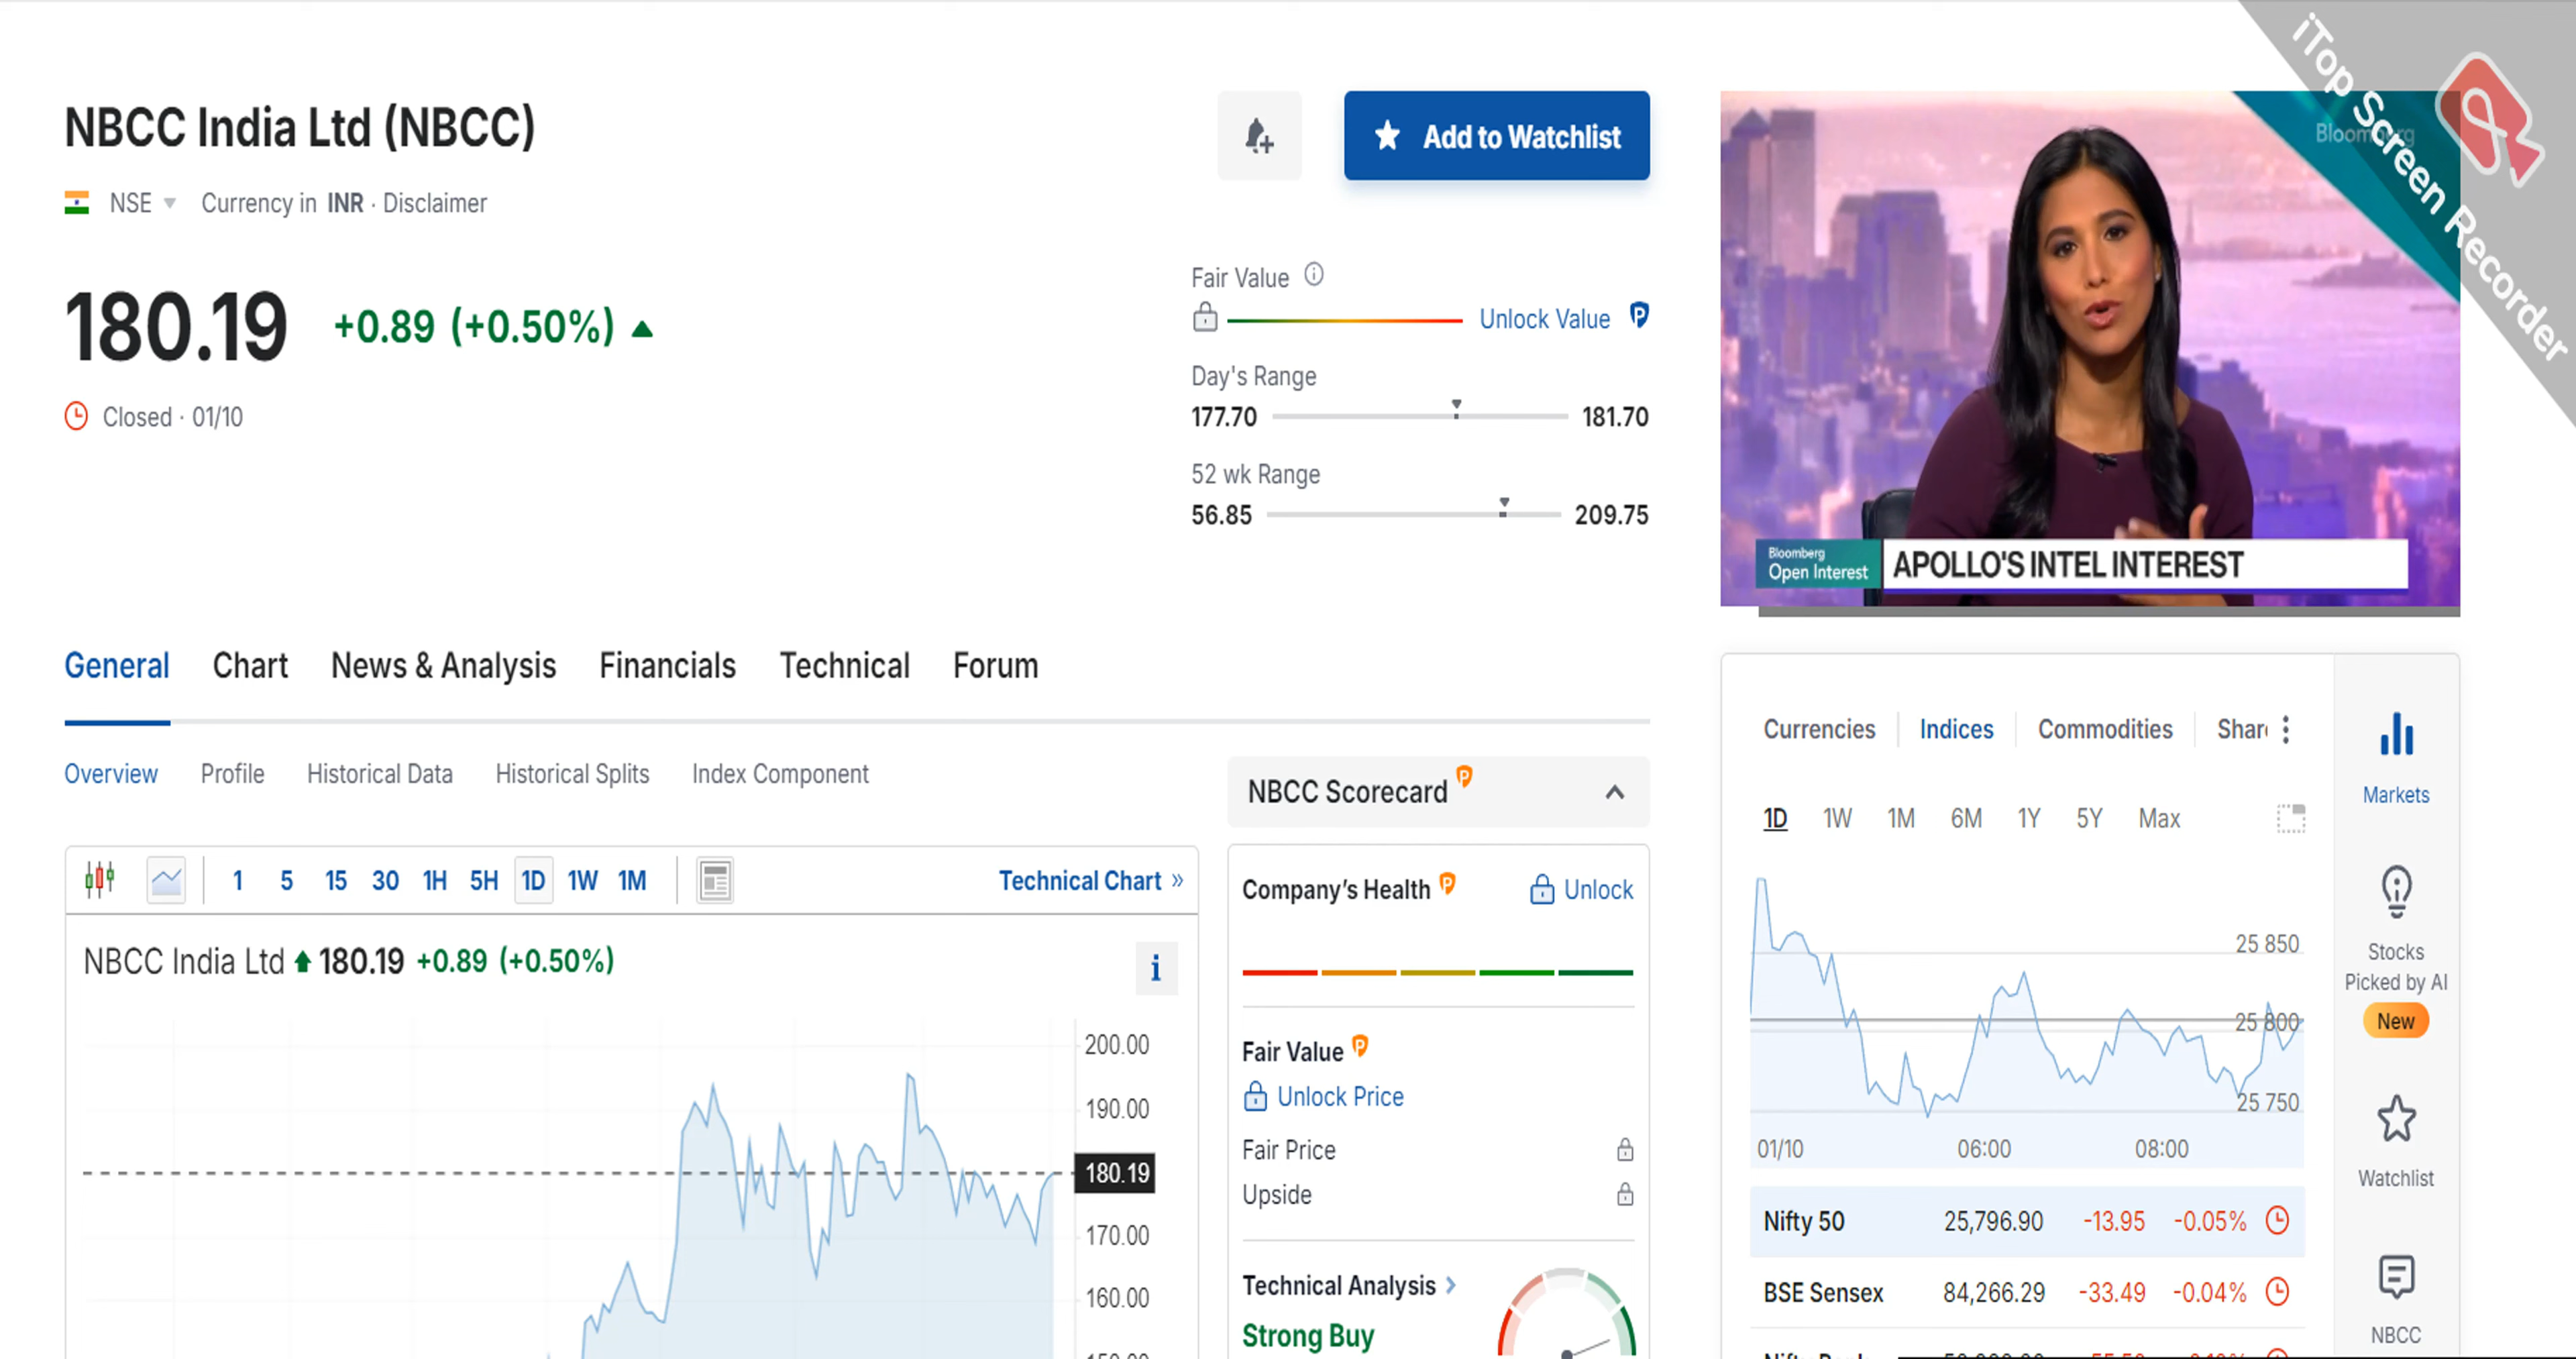 NBCC India Ltd (NBCC)
NSE Currency in INR · Disclaimer
180.19 +0.89 (+0.50%)
Closed · 01/10
Add to Watchlist
Fair Value
Unlock Value
Day's Range
177.70 181.70
52 wk Range
56.85 209.75
Bloomberg
iTop Screen Recorder
Bloomberg
Open Interest
APOLLO'S INTEL INTEREST
General Chart News & Analysis Financials Technical Forum
Overview Profile Historical Data Historical Splits Index Component
1 5 15 30 1H 5H 1D 1W 1M Technical Chart »
NBCC India Ltd 180.19 +0.89 (+0.50%)
200.00
190.00
180.19
170.00
160.00
NBCC Scorecard
Company's Health Unlock
Fair Value
Unlock Price
Fair Price
Upside
Technical Analysis
Strong Buy
Currencies Indices Commodities
1D 1W 1M 6M 1Y 5Y Max
25 850
25 800
25 750
01/10 06:00 08:00
Nifty 50 25,796.90 -13.95 -0.05%
BSE Sensex 84,266.29 -33.49 -0.04%
Markets
Stocks
Picked by AI
New
Watchlist
NBCC